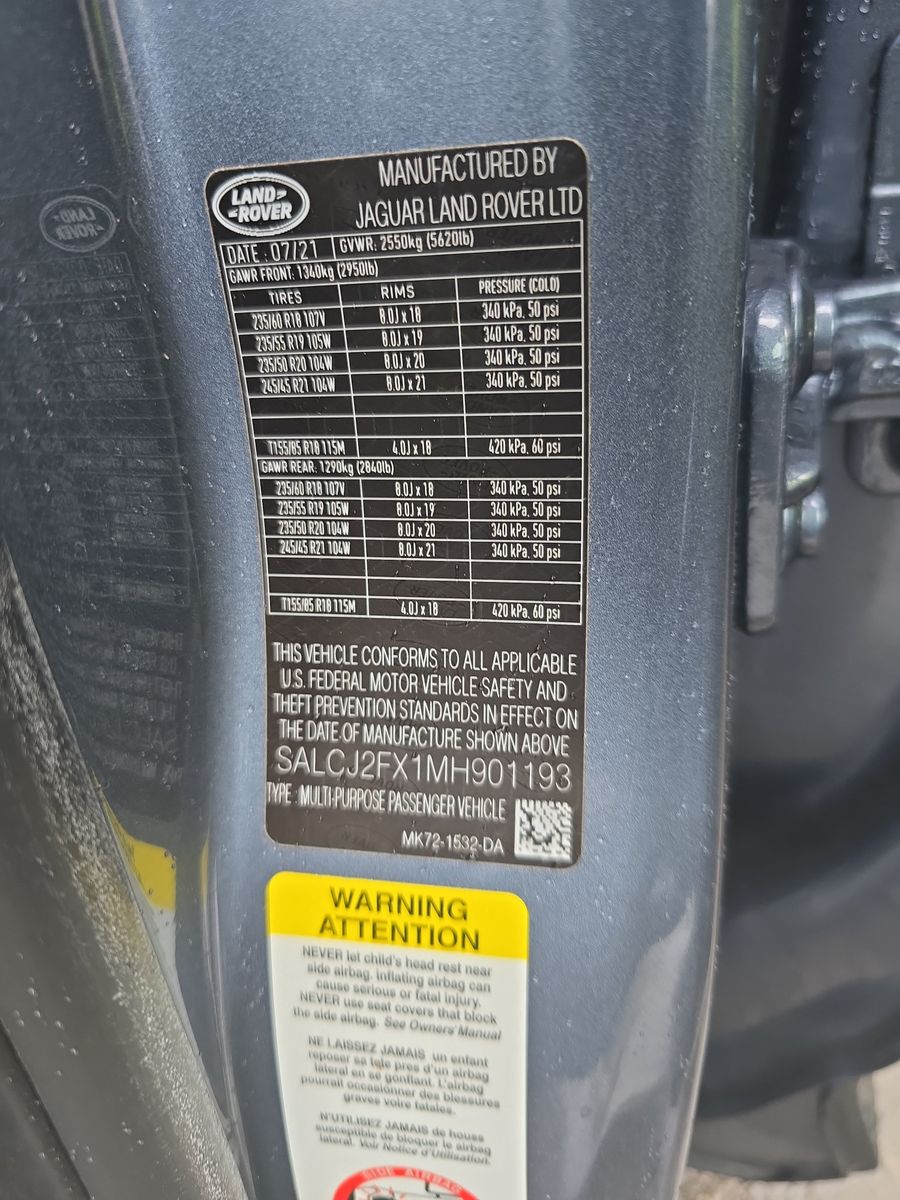 LAND ROVER
MANUFACTURED BY
JAGUAR LAND ROVER LTD
DATE : 07/21 GVWR: 2550kg (5620lb)
GAWR FRONT: 1340kg (2950lb)
TIRES RIMS PRESSURE (COLD)
235/60 R18 107V 8.0J x 18 340 kPa, 50 psi
235/55 R19 105W 8.0J x 19 340 kPa, 50 psi
235/50 R20 104W 8.0J x 20 340 kPa, 50 psi
245/45 R21 104W 8.0J x 21 340 kPa, 50 psi
T155/85 R18 115M 4.0J x 18 420 kPa, 60 psi
GAWR REAR: 1290kg (2840lb)
235/60 R18 107V 8.0J x 18 340 kPa, 50 psi
235/55 R19 105W 8.0J x 19 340 kPa, 50 psi
235/50 R20 104W 8.0J x 20 340 kPa, 50 psi
245/45 R21 104W 8.0J x 21 340 kPa, 50 psi
T155/85 R18 115M 4.0J x 18 420 kPa, 60 psi
THIS VEHICLE CONFORMS TO ALL APPLICABLE
U.S. FEDERAL MOTOR VEHICLE SAFETY AND
THEFT PREVENTION STANDARDS IN EFFECT ON
THE DATE OF MANUFACTURE SHOWN ABOVE
SALCJ2FX1MH901193
TYPE : MULTI-PURPOSE PASSENGER VEHICLE
MK72-1532-DA
WARNING
ATTENTION
NEVER let child's head rest near
side airbag. Inflating airbag can
cause serious or fatal injury.
NEVER use seat covers that block
the side airbag. See Owners' Manual
NE LAISSEZ JAMAIS un enfant
reposer sa tete pres d'un airbag
lateral en se gonflant. L'airbag
pourrait occasionner des blessures
graves voire fatales.
N'UTILISEZ JAMAIS de houss
susceptible de bloquer le airbag
lateral. Voir Notice d'Utilisation.
SIDE AIRBAG